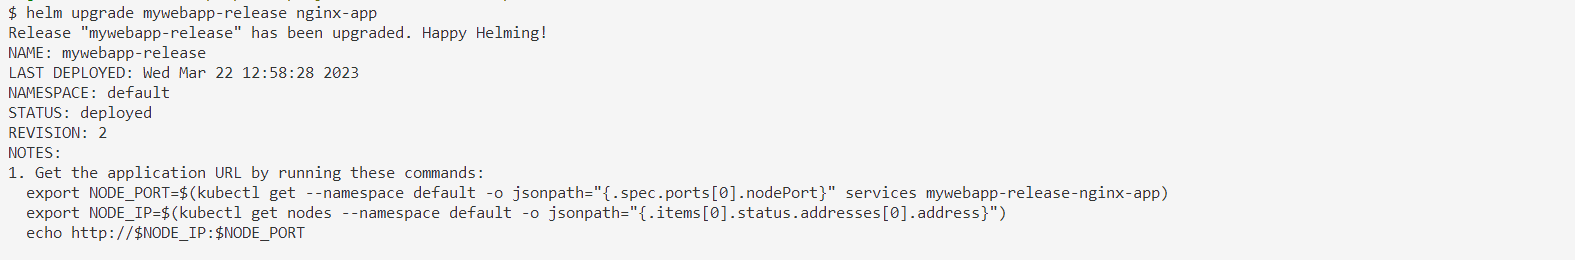 $ helm upgrade mywebapp-release nginx-app
Release "mywebapp-release" has been upgraded. Happy Helming!
NAME: mywebapp-release
LAST DEPLOYED: Wed Mar 22 12:58:28 2023
NAMESPACE: default
STATUS: deployed
REVISION: 2
NOTES:
1. Get the application URL by running these commands:
  export NODE_PORT=$(kubectl get --namespace default -o jsonpath="{.spec.ports[0].nodePort}" services mywebapp-release-nginx-app)
  export NODE_IP=$(kubectl get nodes --namespace default -o jsonpath="{.items[0].status.addresses[0].address}")
  echo http://$NODE_IP:$NODE_PORT